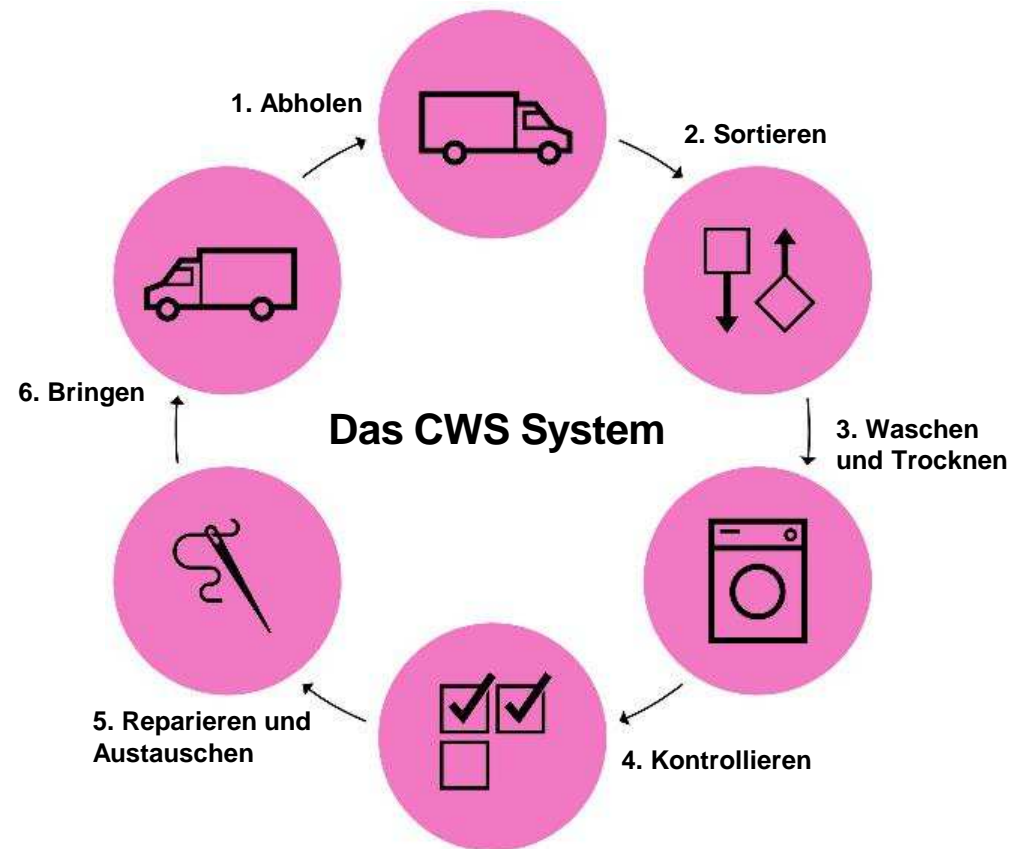 1. Abholen
2. Sortieren
6. Bringen
Das CWS System
3. Waschen
und Trocknen
5. Reparieren und
Austauschen
4. Kontrollieren